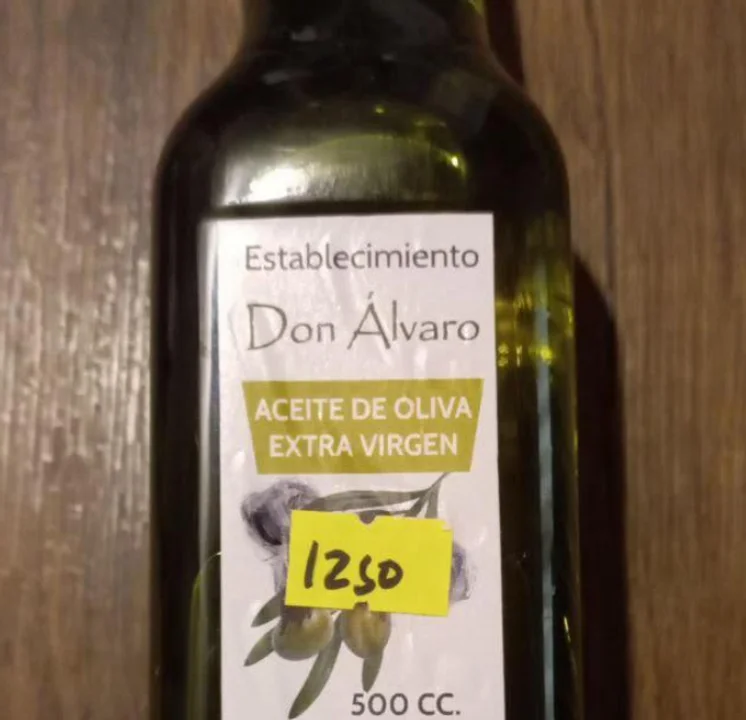 Establecimiento
Don Álvaro
ACEITE DE OLIVA
EXTRA VIRGEN
1250
500 CC.